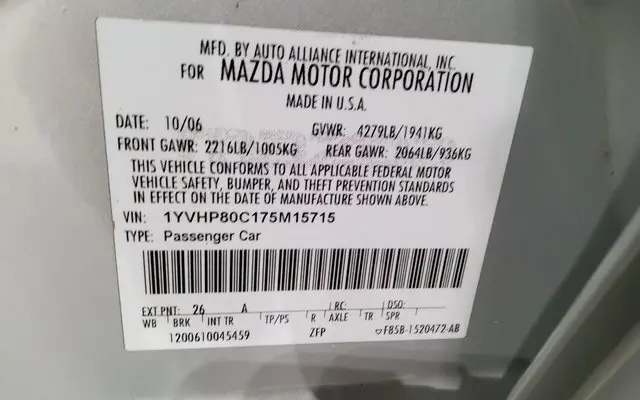 MFD. BY AUTO ALLIANCE INTERNATIONAL, INC.
FOR MAZDA MOTOR CORPORATION
MADE IN U.S.A.
DATE: 10/06 GVWR: 4279LB/1941KG
FRONT GAWR: 2216LB/1005KG REAR GAWR: 2064LB/936KG
THIS VEHICLE CONFORMS TO ALL APPLICABLE FEDERAL MOTOR
VEHICLE SAFETY, BUMPER, AND THEFT PREVENTION STANDARDS
IN EFFECT ON THE DATE OF MANUFACTURE SHOWN ABOVE.
VIN: 1YVHP80C175M15715
TYPE: Passenger Car
EXT PNT: 26 A RC: DSO:
WB BRK INT TR TP/PS R AXLE TR SPR
1200610045459 ZFP F85B-1520472-AB